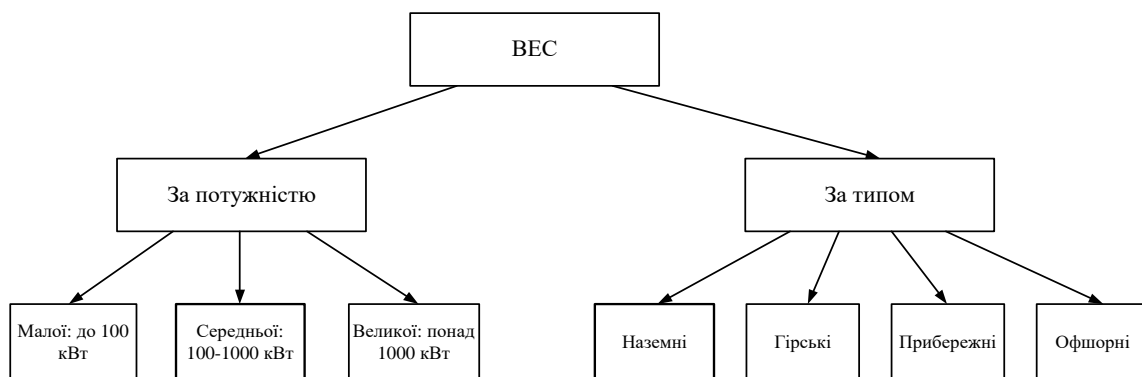 ВЕС
За потужністю
За типом
Малої: до 100
кВт
Середньої:
100-1000 кВт
Великої: понад
1000 кВт
Наземні
Гірські
Прибережні
Офшорні